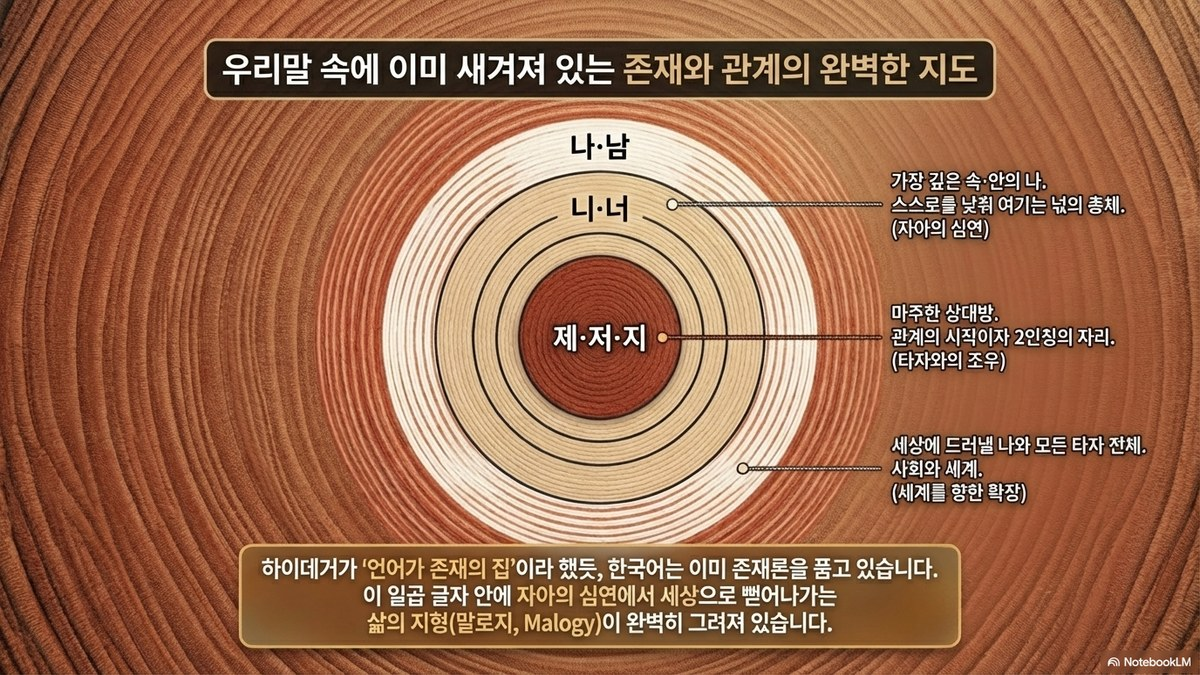 우리말 속에 이미 새겨져 있는 존재와 관계의 완벽한 지도
나·남
니·너
제·저·지
가장 깊은 속·안의 나.
스스로를 낮춰 여기는 넋의 총체.
(자아의 심연)
마주한 상대방.
관계의 시직이자 2인칭의 자리.
(타자와의 조우)
세상에 드러낼 나와 모든 타자 전체.
사회와 세계.
(세계를 향한 확장)
하이데거가 '언어가 존재의 집'이라 했듯, 한국어는 이미 존재론을 품고 있습니다.
이 일곱 글자 안에 자아의 심연에서 세상으로 뻗어나가는
삶의 지형(말로지, Malogy)이 완벽히 그려져 있습니다.
NotebookLM